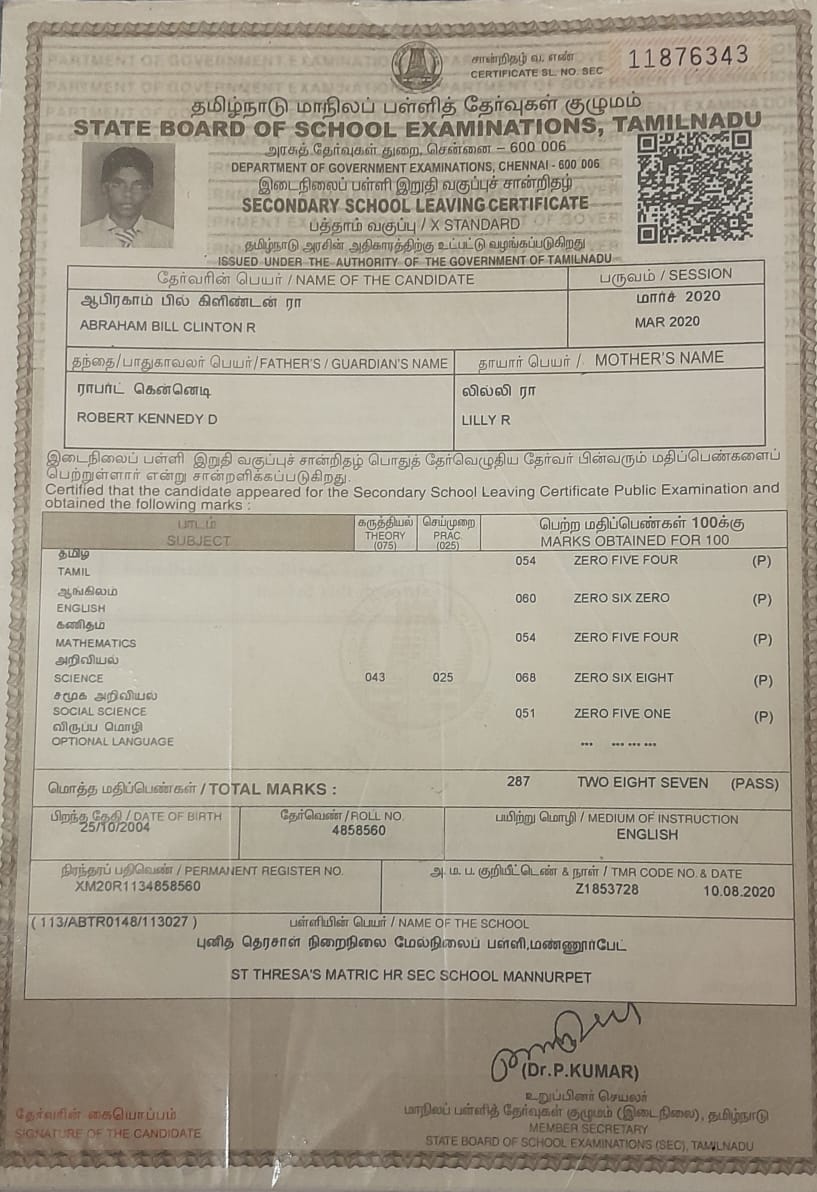 சான்றிதழ் வ. எண்
CERTIFICATE SL. NO. SEC 11876343
தமிழ்நாடு மாநிலப் பள்ளித் தேர்வுகள் குழுமம்
STATE BOARD OF SCHOOL EXAMINATIONS, TAMILNADU
அரசுத் தேர்வுகள் துறை, சென்னை – 600 006
DEPARTMENT OF GOVERNMENT EXAMINATIONS, CHENNAI - 600 006
இடைநிலைப் பள்ளி இறுதி வகுப்புச் சான்றிதழ்
SECONDARY SCHOOL LEAVING CERTIFICATE
பத்தாம் வகுப்பு / X STANDARD
தமிழ்நாடு அரசின் அதிகாரத்திற்கு உட்பட்டு வழங்கப்படுகிறது
ISSUED UNDER THE AUTHORITY OF THE GOVERNMENT OF TAMILNADU
தேர்வரின் பெயர் / NAME OF THE CANDIDATE பருவம் / SESSION
ஆபிரகாம் பில் கிளிண்டன் ரா மார்ச் 2020
ABRAHAM BILL CLINTON R MAR 2020
தந்தை/பாதுகாவலர் பெயர்/FATHER'S / GUARDIAN'S NAME தாயார் பெயர் / MOTHER'S NAME
ராபர்ட் கென்னெடி லில்லி ரா
ROBERT KENNEDY D LILLY R
இடைநிலைப் பள்ளி இறுதி வகுப்புச் சான்றிதழ் பொதுத் தேர்வெழுதிய தேர்வர் பின்வரும் மதிப்பெண்களைப்
பெற்றுள்ளார் என்று சான்றளிக்கப்படுகிறது.
Certified that the candidate appeared for the Secondary School Leaving Certificate Public Examination and
obtained the following marks :
பாடம் கருத்தியல் செய்முறை பெற்ற மதிப்பெண்கள் 100க்கு
SUBJECT THEORY PRAC. MARKS OBTAINED FOR 100
(075) (025)
தமிழ்
TAMIL 054 ZERO FIVE FOUR (P)
ஆங்கிலம்
ENGLISH 060 ZERO SIX ZERO (P)
கணிதம்
MATHEMATICS 054 ZERO FIVE FOUR (P)
அறிவியல்
SCIENCE 043 025 068 ZERO SIX EIGHT (P)
சமூக அறிவியல்
SOCIAL SCIENCE 051 ZERO FIVE ONE (P)
விருப்ப மொழி
OPTIONAL LANGUAGE *** *** *** ***
மொத்த மதிப்பெண்கள் / TOTAL MARKS : 287 TWO EIGHT SEVEN (PASS)
பிறந்த தேதி / DATE OF BIRTH தேர்வெண் / ROLL NO. பயிற்று மொழி / MEDIUM OF INSTRUCTION
25/10/2004 4858560 ENGLISH
நிரந்தரப் பதிவெண் / PERMANENT REGISTER NO. அ. ம. ப. குறியீட்டெண் & நாள் / TMR CODE NO. & DATE
XM20R1134858560 Z1853728 10.08.2020
( 113/ABTR0148/113027 ) பள்ளியின் பெயர் / NAME OF THE SCHOOL
புனித தெரசாள் நிறைநிலை மேல்நிலைப் பள்ளி,மண்ணூர்பேட்
ST THRESA'S MATRIC HR SEC SCHOOL MANNURPET
(Dr.P.KUMAR)
உறுப்பினர் செயலர்
மாநிலப் பள்ளித் தேர்வுகள் குழுமம் (இடைநிலை), தமிழ்நாடு
MEMBER SECRETARY
STATE BOARD OF SCHOOL EXAMINATIONS (SEC), TAMILNADU
தேர்வரின் கையொப்பம்
SIGNATURE OF THE CANDIDATE